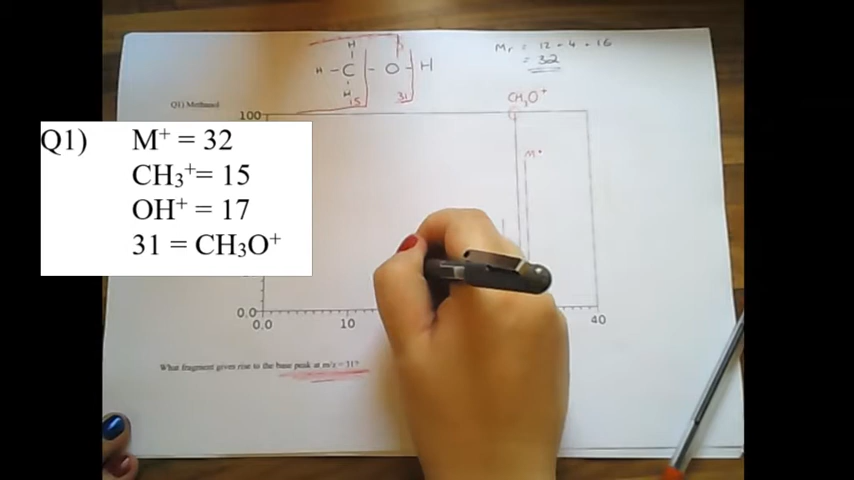 H
H - C - O - H
H
15
31
Mr = 12 + 4 + 16
= 32
Q1) Methanol
CH3O+
100
M+
Q1) M⁺ = 32
CH₃⁺= 15
OH⁺ = 17
31 = CH₃O⁺
0.0
0.0 10 40
What fragment gives rise to the base peak at m/z = 31?